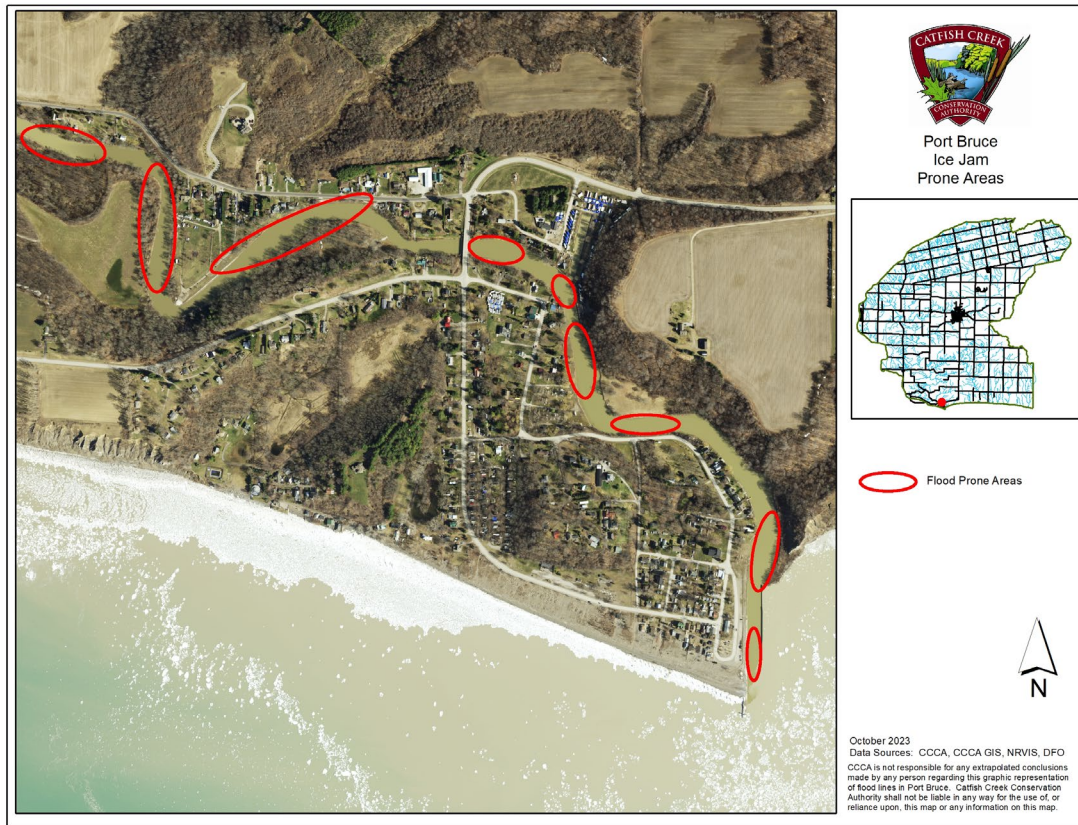 CATFISH CREEK
CONSERVATION
AUTHORITY
Port Bruce
Ice Jam
Prone Areas
Flood Prone Areas
N
October 2023
Data Sources: CCCA, CCCA GIS, NRVIS, DFO
CCCA is not responsible for any extrapolated conclusions
made by any person regarding this graphic representation
of flood lines in Port Bruce. Catfish Creek Conservation
Authority shall not be liable in any way for the use of, or
reliance upon, this map or any information on this map.